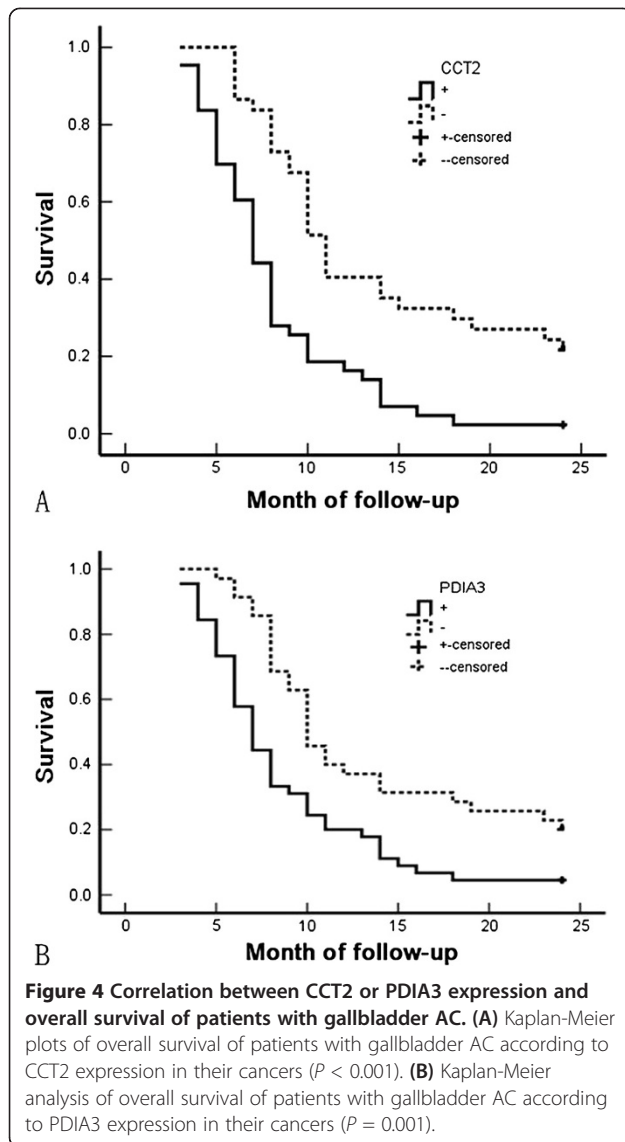 1.0
0.8
0.6
0.4
0.2
0.0
Survival
CCT2
+
-
+-censored
--censored
0 5 10 15 20 25
Month of follow-up
A
1.0
0.8
0.6
0.4
0.2
0.0
Survival
PDIA3
+
-
+-censored
--censored
0 5 10 15 20 25
Month of follow-up
B
Figure 4 Correlation between CCT2 or PDIA3 expression and
overall survival of patients with gallbladder AC. (A) Kaplan-Meier
plots of overall survival of patients with gallbladder AC according to
CCT2 expression in their cancers (P < 0.001). (B) Kaplan-Meier
analysis of overall survival of patients with gallbladder AC according
to PDIA3 expression in their cancers (P = 0.001).